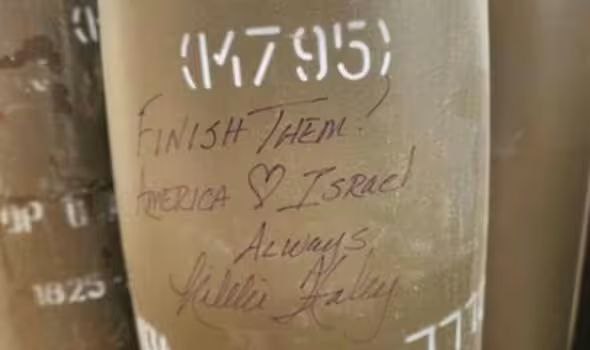 (M795)
FINISH THEM!
AMERICA ♡ ISRAEL
ALWAYS,
Nikki Haley
1825